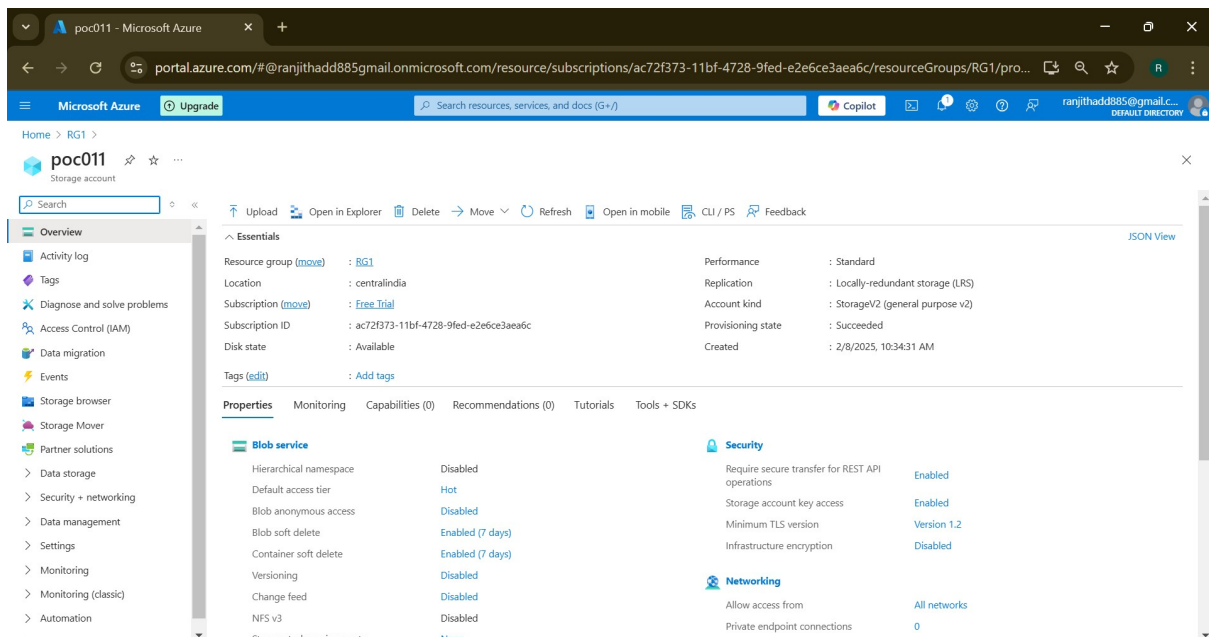 poc011 - Microsoft Azure
portal.azure.com/#@ranjithadd885gmail.onmicrosoft.com/resource/subscriptions/ac72f373-11bf-4728-9fed-e2e6ce3aea6c/resourceGroups/RG1/pro...
R
Microsoft Azure
Upgrade
Search resources, services, and docs (G+/)
Copilot
1
ranjithadd885@gmail.c...
DEFAULT DIRECTORY
Home > RG1 >
poc011
Storage account
Search
Overview
Activity log
Tags
Diagnose and solve problems
Access Control (IAM)
Data migration
Events
Storage browser
Storage Mover
Partner solutions
Data storage
Security + networking
Data management
Settings
Monitoring
Monitoring (classic)
Automation
Upload Open in Explorer Delete Move Refresh Open in mobile CLI / PS Feedback
Essentials
JSON View
Resource group (move) : RG1
Location : centralindia
Subscription (move) : Free Trial
Subscription ID : ac72f373-11bf-4728-9fed-e2e6ce3aea6c
Disk state : Available
Performance : Standard
Replication : Locally-redundant storage (LRS)
Account kind : StorageV2 (general purpose v2)
Provisioning state : Succeeded
Created : 2/8/2025, 10:34:31 AM
Tags (edit) : Add tags
Properties Monitoring Capabilities (0) Recommendations (0) Tutorials Tools + SDKs
Blob service
Hierarchical namespace Disabled
Default access tier Hot
Blob anonymous access Disabled
Blob soft delete Enabled (7 days)
Container soft delete Enabled (7 days)
Versioning Disabled
Change feed Disabled
NFS v3 Disabled
Security
Require secure transfer for REST API
operations Enabled
Storage account key access Enabled
Minimum TLS version Version 1.2
Infrastructure encryption Disabled
Networking
Allow access from All networks
Private endpoint connections 0